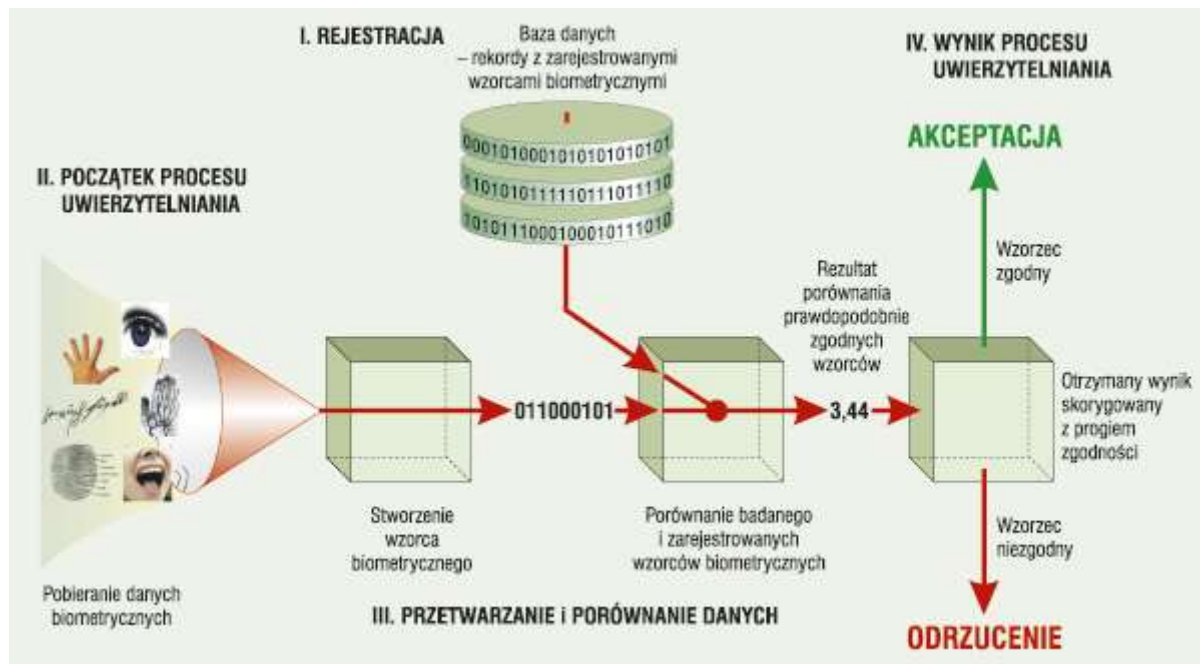 I. REJESTRACJA
Baza danych
– rekordy z zarejestrowanymi
wzorcami biometrycznymi
0001010001010101010101
1101010111110111011110
1010111000100010111010
II. POCZĄTEK PROCESU
UWIERZYTELNIANIA
Pobieranie danych
biometrycznych
Stworzenie
wzorca
biometrycznego
011000101
Porównanie badanego
i zarejestrowanych
wzorców biometrycznych
III. PRZETWARZANIE i PORÓWNANIE DANYCH
Rezultat
porównania
prawdopodobnie
zgodnych
wzorców
3,44
IV. WYNIK PROCESU
UWIERZYTELNIANIA
AKCEPTACJA
Wzorzec
zgodny
Otrzymany wynik
skorygowany
z progiem
zgodności
Wzorzec
niezgodny
ODRZUCENIE